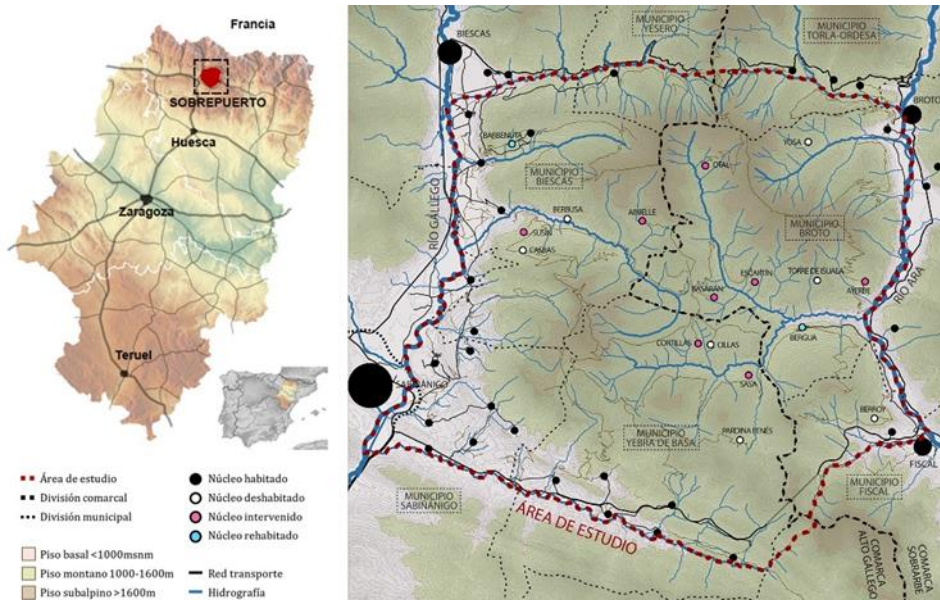 Francia
SOBREPUERTO
Huesca
Zaragoza
Teruel
Área de estudio
División comarcal
División municipal
Piso basal <1000msnm
Piso montano 1000-1600m
Piso subalpino >1600m
Núcleo habitado
Núcleo deshabitado
Núcleo intervenido
Núcleo rehabitado
Red transporte
Hidrografía
MUNICIPIO
YÉSERO
MUNICIPIO
TORLA-ORDESA
BIESCAS
BROTO
BARBENUTA
YOSA
OTAL
MUNICIPIO
BIESCAS
RÍO GÁLLEGO
BERBUSA
AINIELLE
SUSÍN
CASBAS
MUNICIPIO
BROTO
ESCARTÍN
TORRE DE ISUALA
BASARÁN
AYERBE
RÍO ARA
BERGUA
CORTILLAS
CILLAS
SASA
SABIÑÁNIGO
BERROY
MUNICIPIO
YEBRA DE BASA
PARDINA FENÉS
FISCAL
MUNICIPIO
FISCAL
MUNICIPIO
SABIÑÁNIGO
ÁREA DE ESTUDIO
COMARCA
ALTO GÁLLEGO
COMARCA
SOBRARBE